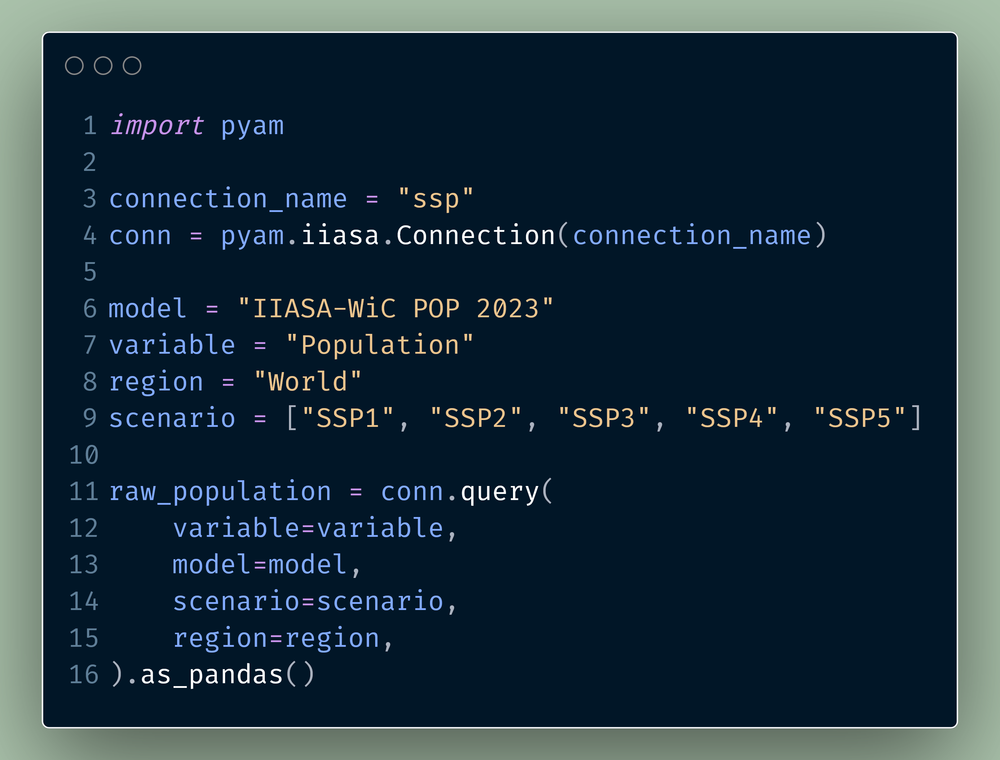 1 import pyam
2
3 connection_name = "ssp"
4 conn = pyam.iiasa.Connection(connection_name)
5
6 model = "IIASA-WiC POP 2023"
7 variable = "Population"
8 region = "World"
9 scenario = ["SSP1", "SSP2", "SSP3", "SSP4", "SSP5"]
10
11 raw_population = conn.query(
12     variable=variable,
13     model=model,
14     scenario=scenario,
15     region=region,
16 ).as_pandas()